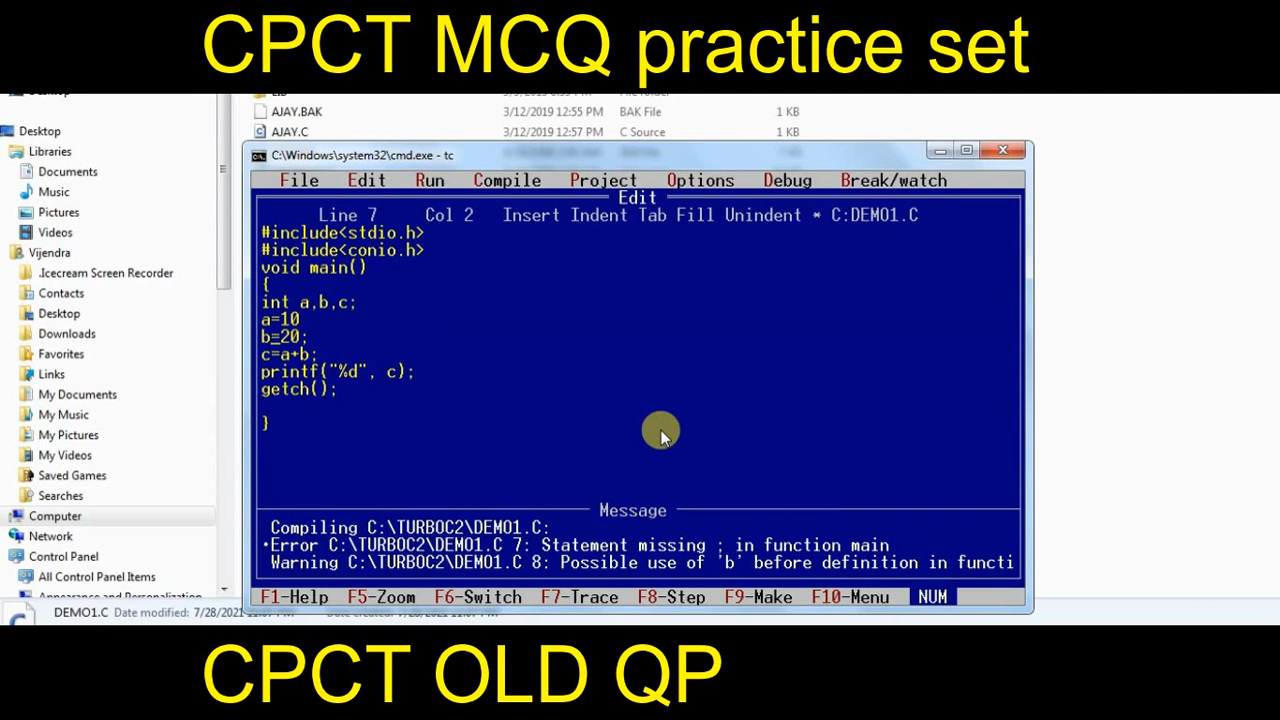 CPCT MCQ practice set
Desktop
AJAY.BAK 3/12/2019 12:55 PM BAK File 1 KB
AJAY.C 3/12/2019 12:57 PM C Source 1 KB
Desktop
Libraries
Documents
Music
Pictures
Videos
Vijendra
.Icecream Screen Recorder
Contacts
Desktop
Downloads
Favorites
Links
My Documents
My Music
My Pictures
My Videos
Saved Games
Searches
Computer
Network
Control Panel
All Control Panel Items
Appearance and Personalization
C:\Windows\system32\cmd.exe - tc
File Edit Run Compile Project Options Debug Break/watch
Edit
Line 7 Col 2 Insert Indent Tab Fill Unindent * C:DEMO1.C
#include<stdio.h>
#include<conio.h>
void main()
{
int a,b,c;
a=10
b=20;
c=a+b;
printf("%d", c);
getch();
}
Message
Compiling C:\TURBOC2\DEMO1.C:
•Error C:\TURBOC2\DEMO1.C 7: Statement missing ; in function main
Warning C:\TURBOC2\DEMO1.C 8: Possible use of 'b' before definition in functi
F1-Help F5-Zoom F6-Switch F7-Trace F8-Step F9-Make F10-Menu NUM
DEMO1.C Date modified: 7/28/2021
CPCT OLD QP